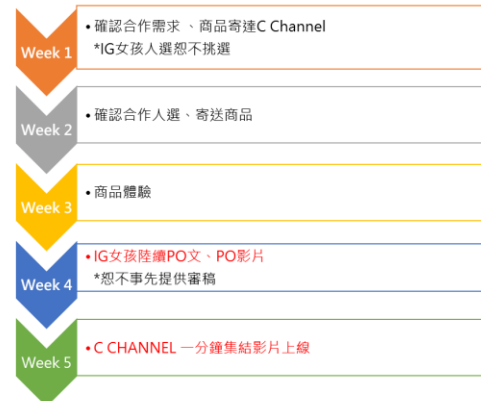 Week 1
• 確認合作需求 、商品寄達C Channel
*IG女孩人選恕不挑選
Week 2
• 確認合作人選、寄送商品
Week 3
• 商品體驗
Week 4
• IG女孩陸續PO文、PO影片
*恕不事先提供審稿
Week 5
• C CHANNEL 一分鐘集結影片上線